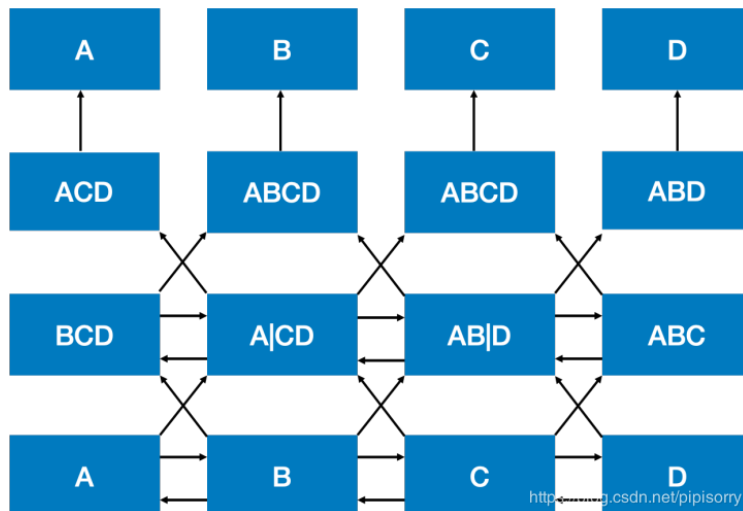 A B C D
ACD ABCD ABCD ABD
BCD A|CD AB|D ABC
A B C D
https://blog.csdn.net/pipisorry